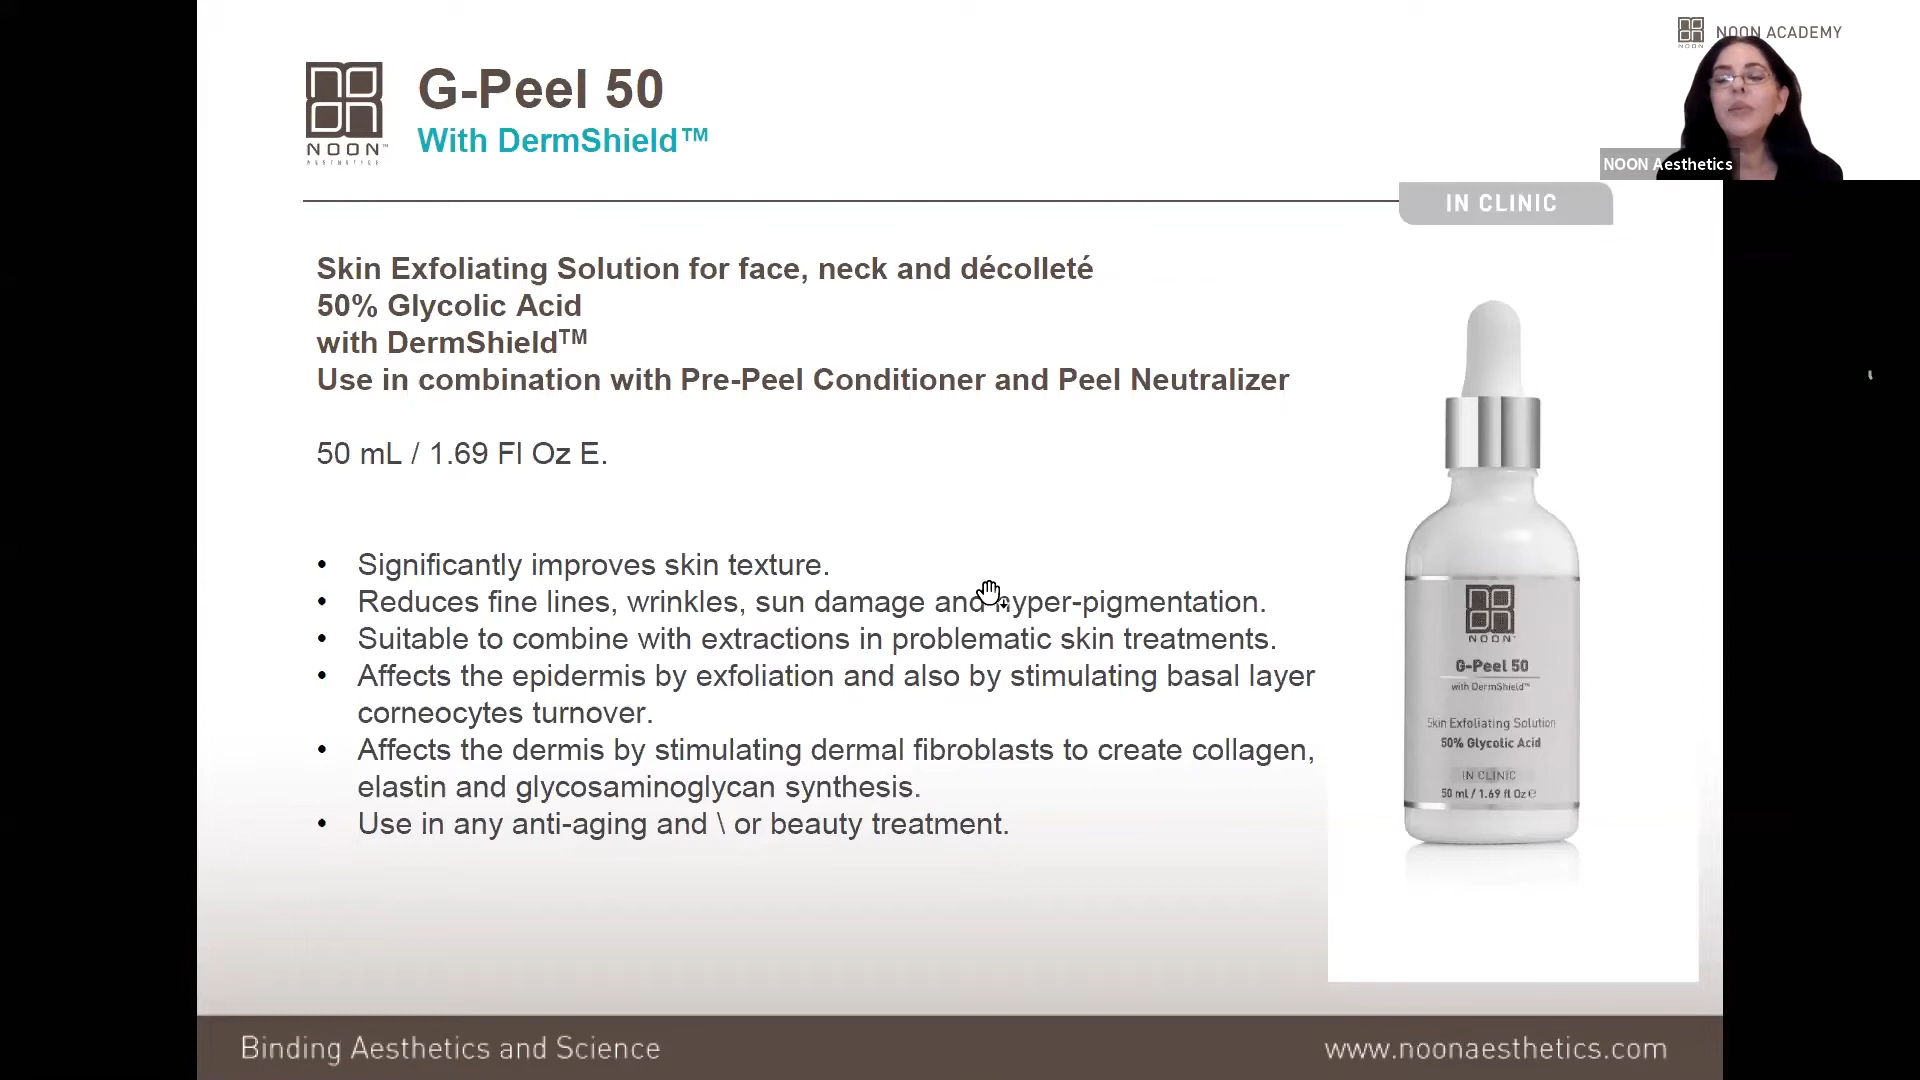 NOON ACADEMY
NOON
G-Peel 50
With DermShield™
NOON™
AESTHETICS
NOON Aesthetics
IN CLINIC
Skin Exfoliating Solution for face, neck and décolleté
50% Glycolic Acid
with DermShield™
Use in combination with Pre-Peel Conditioner and Peel Neutralizer
50 mL / 1.69 Fl Oz E.
• Significantly improves skin texture.
• Reduces fine lines, wrinkles, sun damage and hyper-pigmentation.
• Suitable to combine with extractions in problematic skin treatments.
• Affects the epidermis by exfoliation and also by stimulating basal layer
corneocytes turnover.
• Affects the dermis by stimulating dermal fibroblasts to create collagen,
elastin and glycosaminoglycan synthesis.
• Use in any anti-aging and \ or beauty treatment.
NOON™
G-Peel 50
with DermShield™
Skin Exfoliating Solution
50% Glycolic Acid
IN CLINIC
50 ml / 1.69 fl Oz ℮
Binding Aesthetics and Science
www.noonaesthetics.com